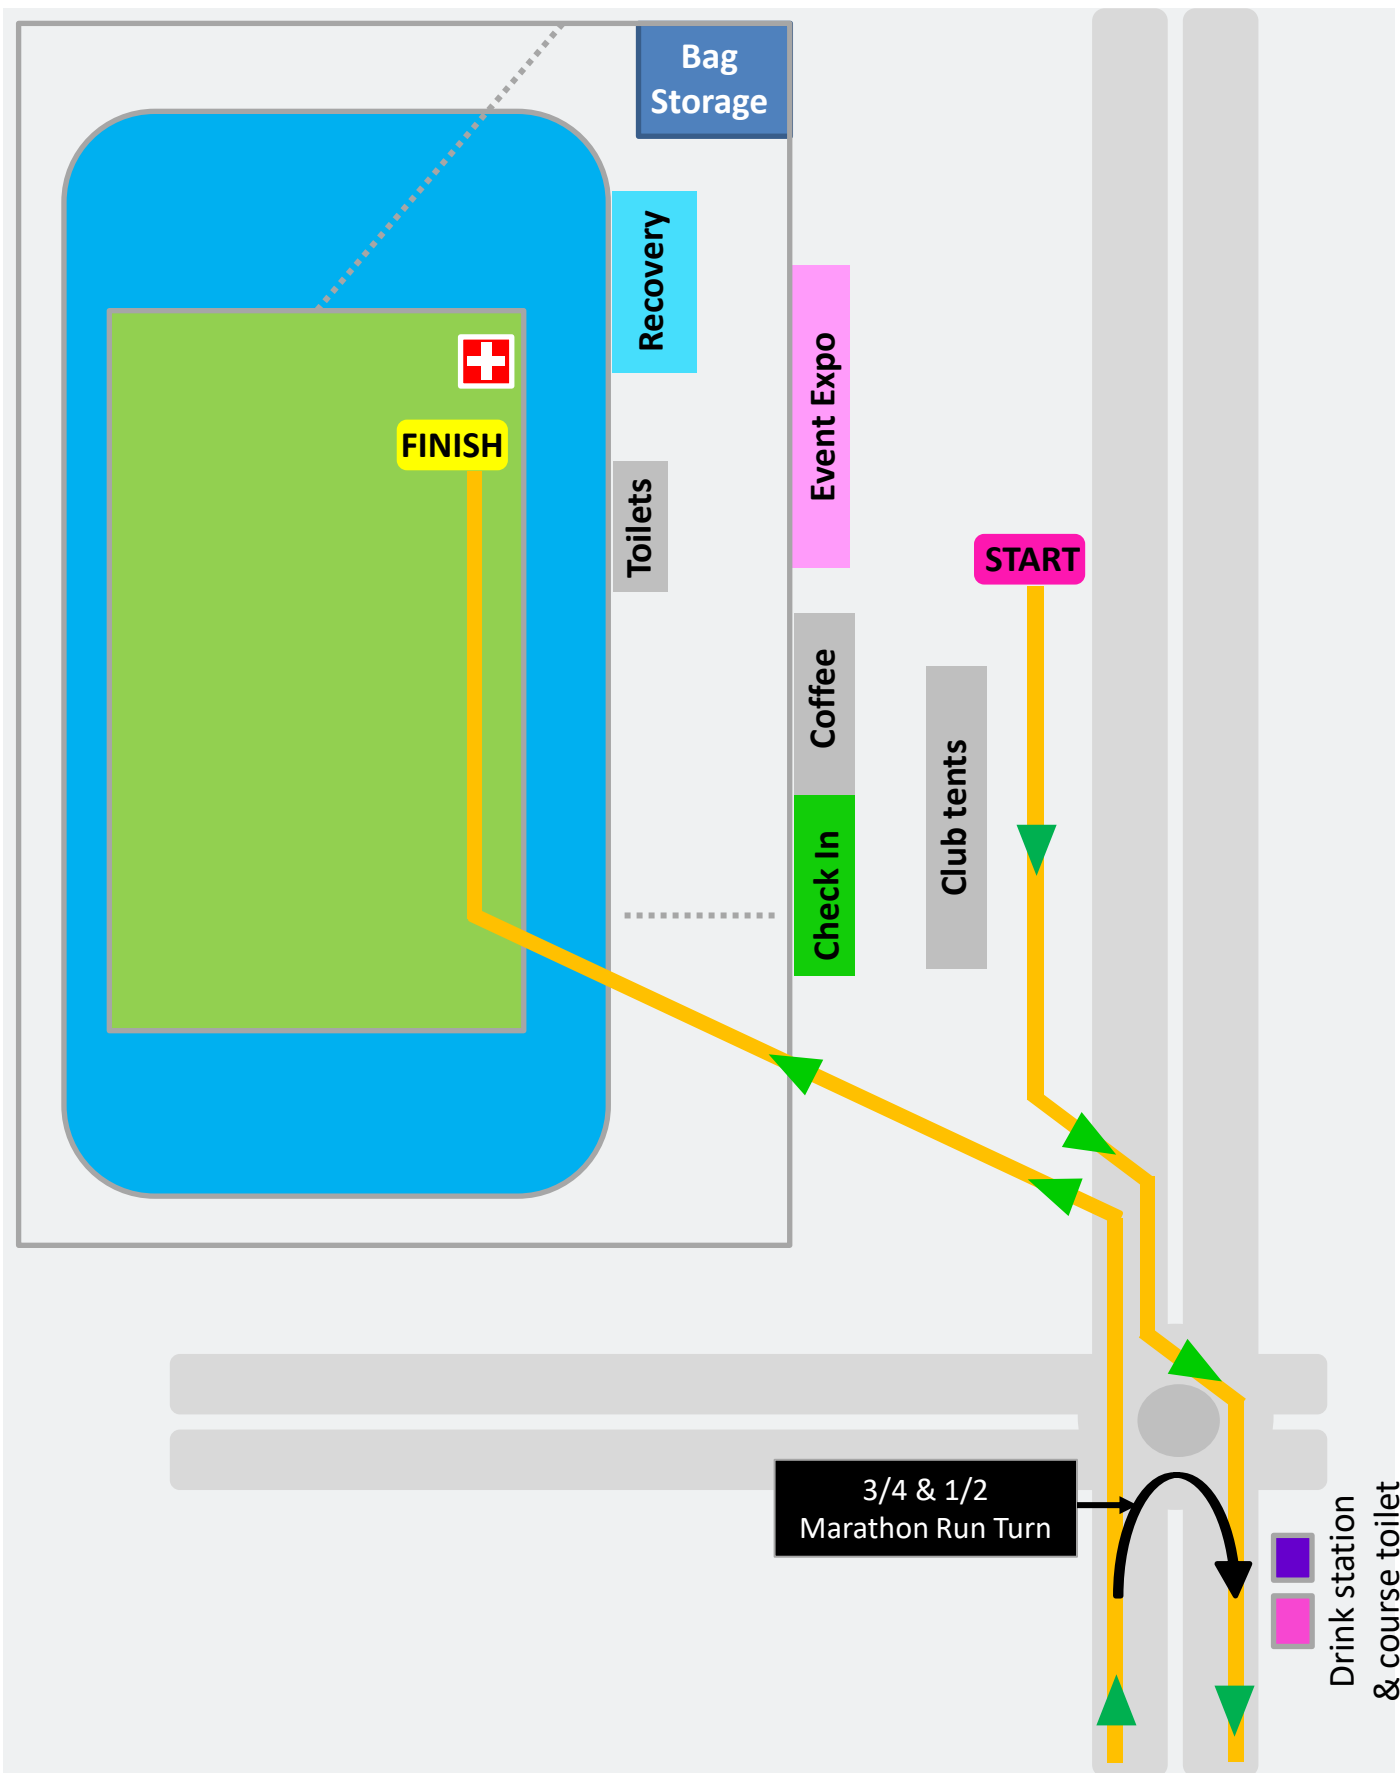 Bag
Storage
Recovery
Event Expo
FINISH
Toilets
START
Coffee
Club tents
Check In
3/4 & 1/2
Marathon Run Turn
Drink station
& course toilet